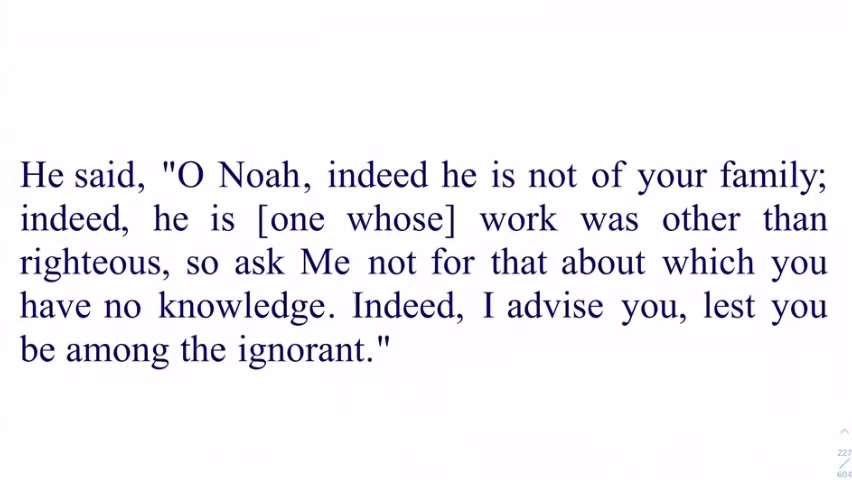 He said, "O Noah, indeed he is not of your family;
indeed, he is [one whose] work was other than
righteous, so ask Me not for that about which you
have no knowledge. Indeed, I advise you, lest you
be among the ignorant."
227
/
604